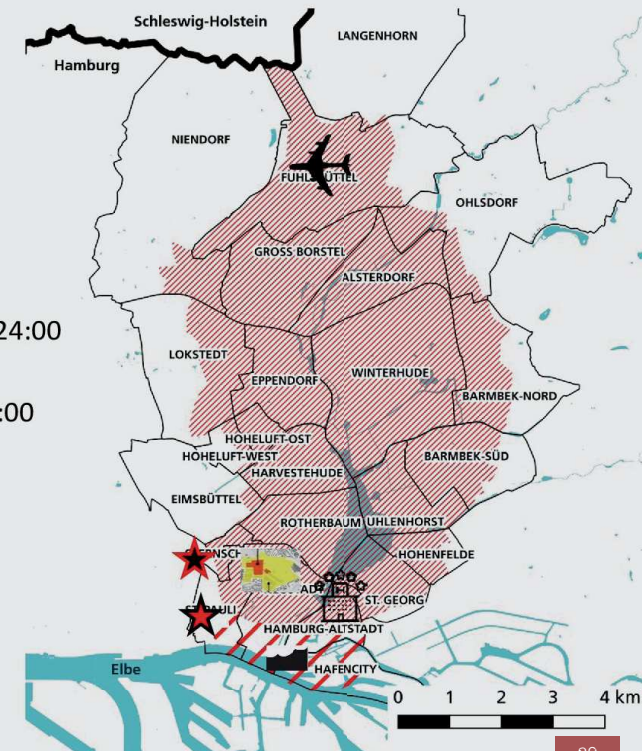 Schleswig-Holstein
LANGENHORN
Hamburg
NIENDORF
OHLSDORF
GROSS BORSTEL
ALSTERDORF
24:00
LOKSTEDT
WINTERHUDE
EPPENDORF
:00
BARMBEK-NORD
HOHELUFT-OST
HOHELUFT-WEST
BARMBEK-SÜD
HARVESTEHUDE
EIMSBÜTTEL
ROTHERBAUM
UHLENHORST
HOHENFELDE
ST. GEORG
HAMBURG-ALTSTADT
Elbe
HAFENCITY
0 1 2 3 4 km